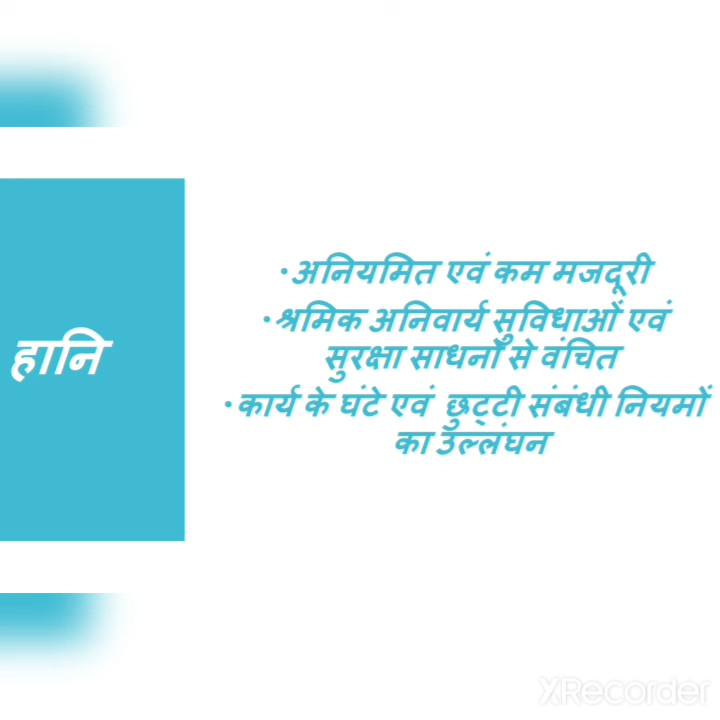 हानि
•अनियमित एवं कम मजदूरी
•श्रमिक अनिवार्य सुविधाओं एवं
सुरक्षा साधनों से वंचित
•कार्य के घंटे एवं छुट्टी संबंधी नियमों
का उल्लंघन
XRecorder